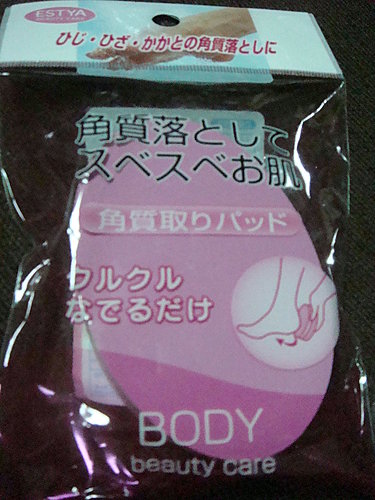 ESTYA
BEAUTY CARE
ひじ・ひざ・かかとの角質落としに
角質落として
スベスベお肌
角質取りパッド
クルクル
なでるだけ
BODY
beauty care